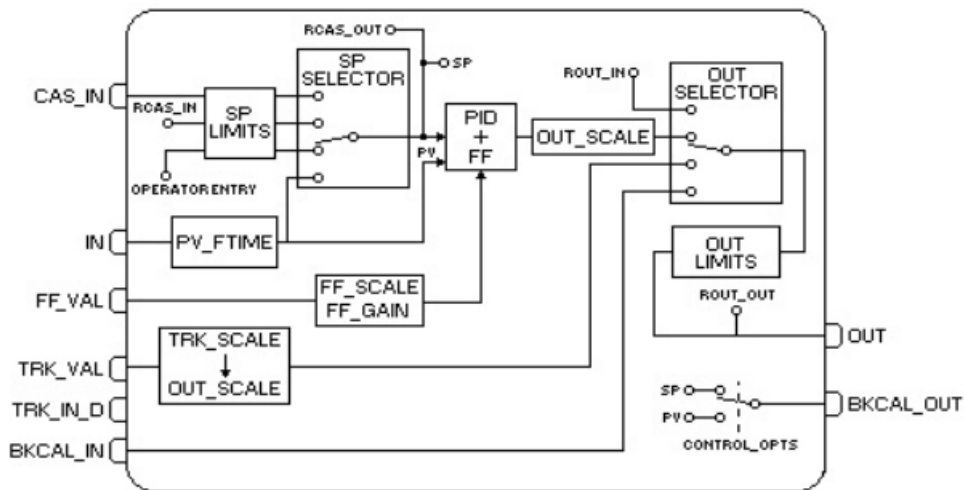 RCAS_OUT
SP
SP
SELECTOR
ROUT_IN
OUT
SELECTOR
CAS_IN
RCAS_IN
SP
LIMITS
PID
+
FF
OUT_SCALE
PV
OPERATOR ENTRY
IN
PV_FTIME
OUT
LIMITS
FF_VAL
FF_SCALE
FF_GAIN
ROUT_OUT
OUT
TRK_VAL
TRK_SCALE
OUT_SCALE
TRK_IN_D
SP
PV
BKCAL_OUT
CONTROL_OPTS
BKCAL_IN